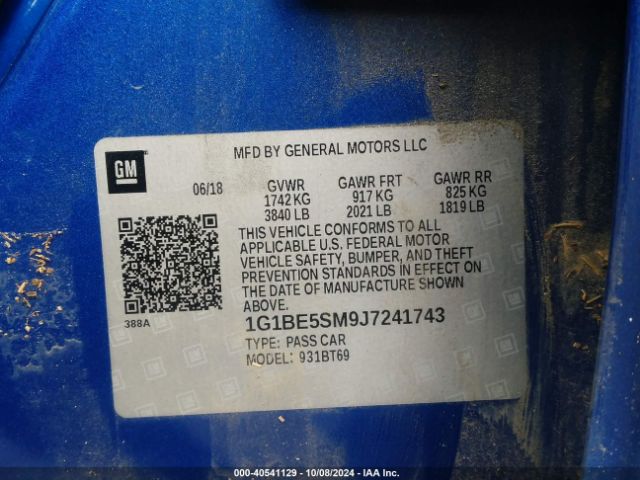 MFD BY GENERAL MOTORS LLC
GM
06/18 GVWR GAWR FRT GAWR RR
1742 KG 917 KG 825 KG
3840 LB 2021 LB 1819 LB
THIS VEHICLE CONFORMS TO ALL
APPLICABLE U.S. FEDERAL MOTOR
VEHICLE SAFETY, BUMPER, AND THEFT
PREVENTION STANDARDS IN EFFECT ON
THE DATE OF MANUFACTURE SHOWN
ABOVE.
388A
1G1BE5SM9J7241743
TYPE: PASS CAR
MODEL: 931BT69
000-40541129 - 10/08/2024 - IAA Inc.